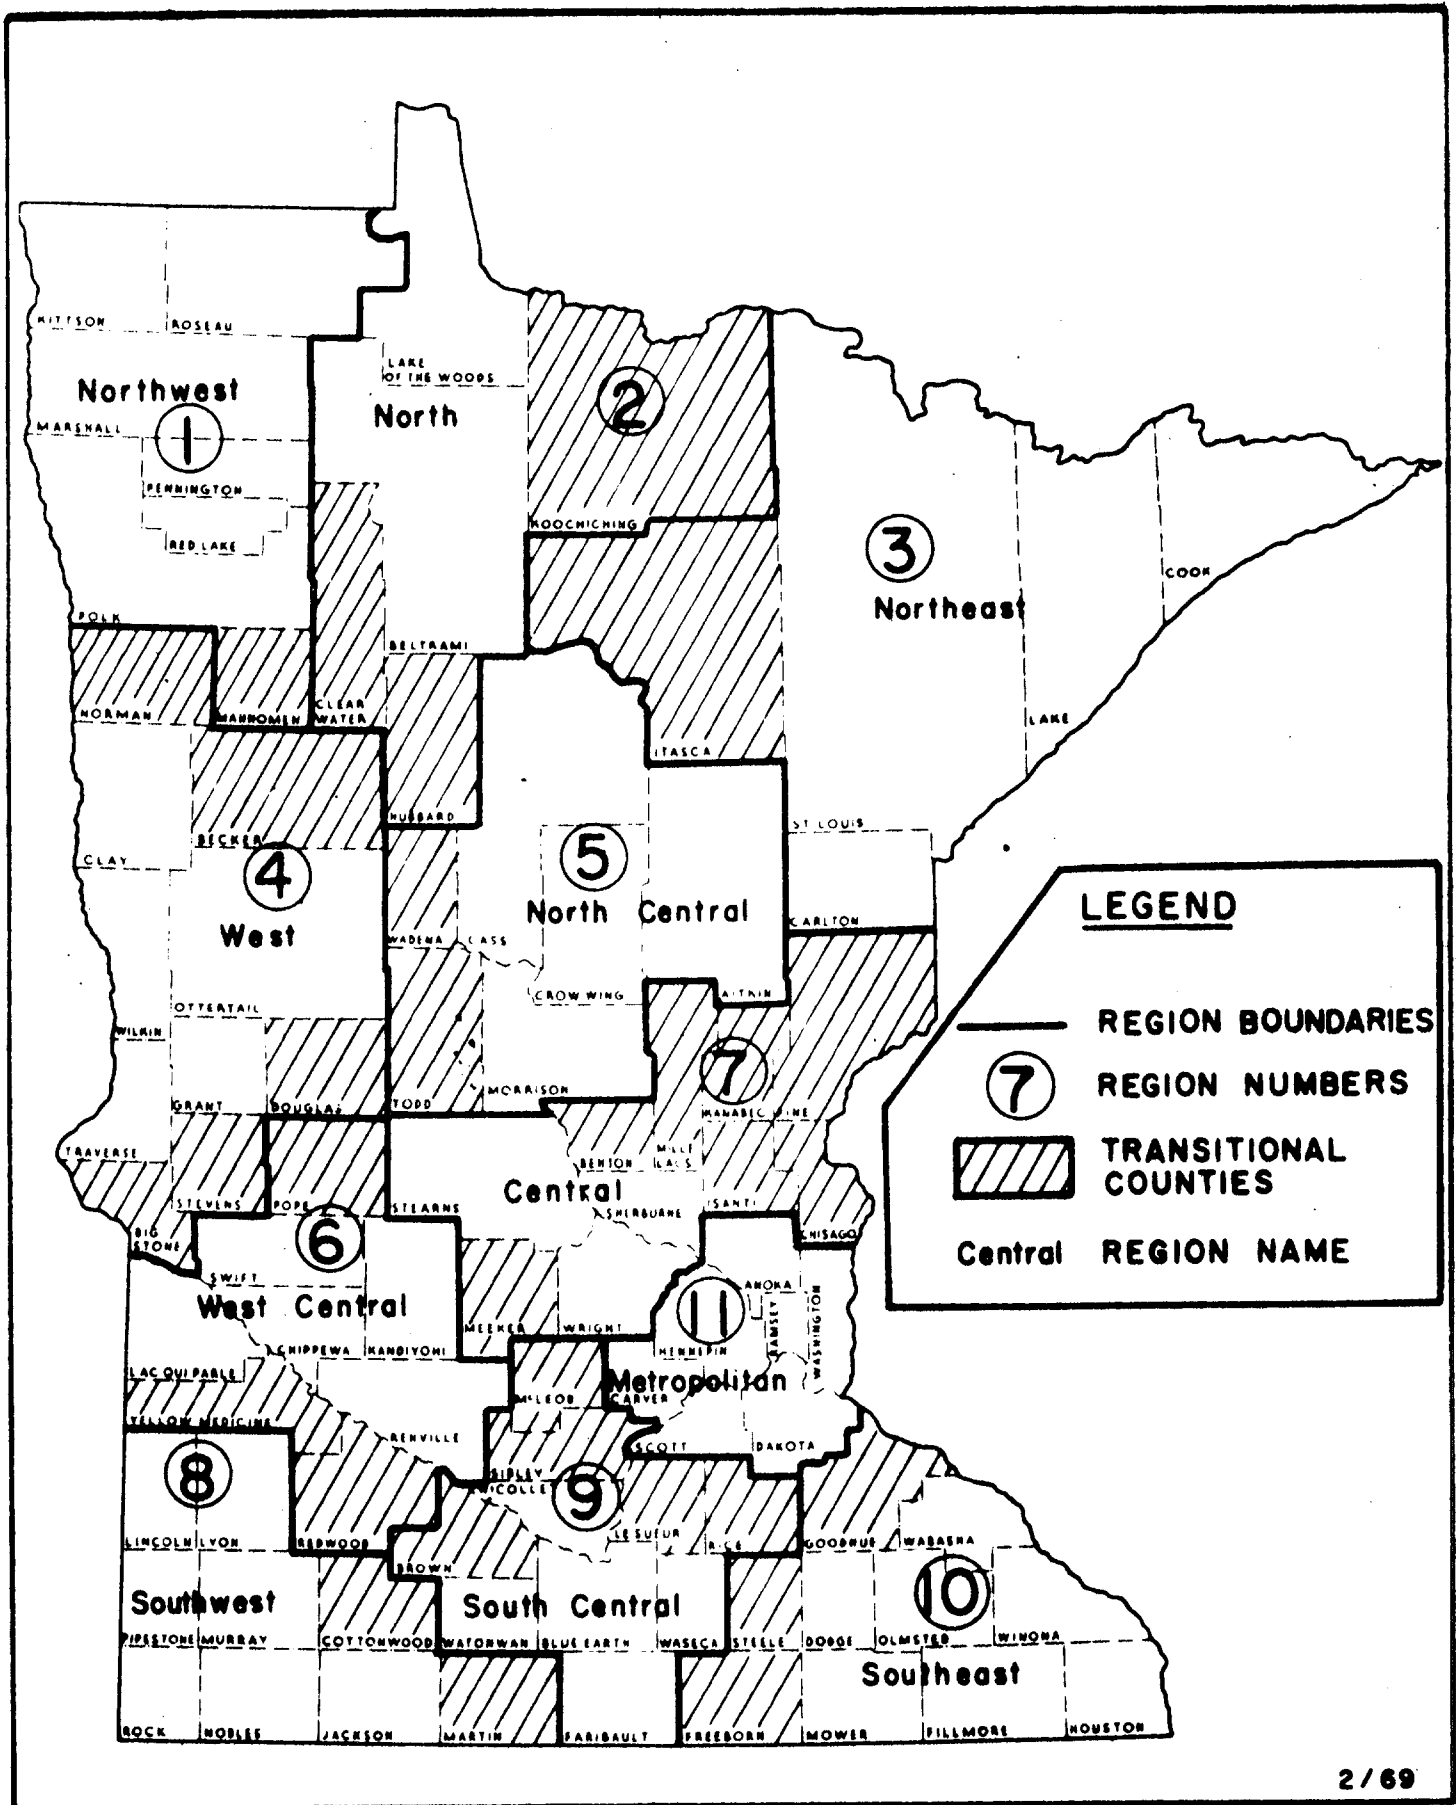 KITTSON
ROSEAU
LAKE
OF THE WOODS
Northwest
North
2
MARSHALL
1
PENNINGTON
KOOCHICHING
RED LAKE
3
COOK
Northeast
POLK
BELTRAMI
NORMAN
MAHNOMEN
CLEAR
WATER
LAKE
ITASCA
HUBBARD
ST LOUIS
BECKER
CLAY
4
5
North Central
CARLTON
West
WADENA
CASS
CROW WING
AITKIN
OTTERTAIL
WILKIN
7
MORRISON
GRANT
DOUGLAS
TODD
KANABEC
PINE
TRAVERSE
BENTON
MILLE
LACS
Central
STEVENS
POPE
STEARNS
SHERBURNE
ISANTI
CHISAGO
BIG
STONE
6
SWIFT
West Central
ANOKA
11
RAMSEY
WASHINGTON
MEEKER
WRIGHT
HENNEPIN
CHIPPEWA
KANDIYOHI
LAC QUI PARLE
Metropolitan
McLEOD
CARVER
YELLOW MEDICINE
RENVILLE
SCOTT
DAKOTA
8
SIBLEY
NICOLLET
9
LINCOLN
LYON
REDWOOD
LE SUEUR
RICE
GOODHUE
WABASHA
BROWN
10
Southwest
South Central
PIPESTONE
MURRAY
COTTONWOOD
WATONWAN
BLUE EARTH
WASECA
STEELE
DODGE
OLMSTED
WINONA
Southeast
ROCK
NOBLES
JACKSON
MARTIN
FARIBAULT
FREEBORN
MOWER
FILLMORE
HOUSTON
LEGEND
REGION BOUNDARIES
7 REGION NUMBERS
TRANSITIONAL
COUNTIES
Central REGION NAME
2/69